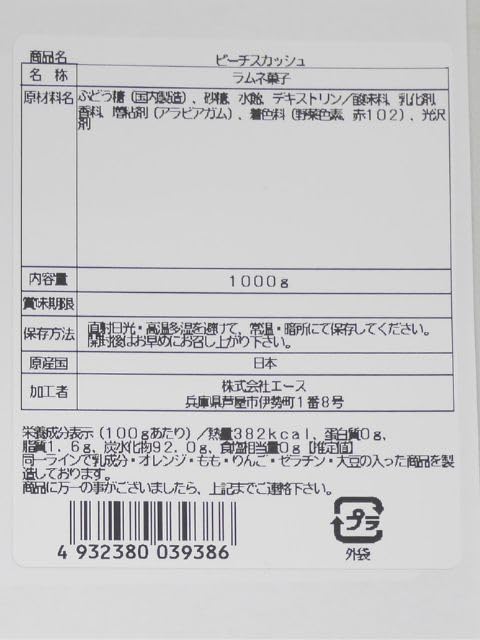 商品名 ピーチスカッシュ
名 称 ラムネ菓子
原材料名 ぶどう糖（国内製造）、砂糖、水飴、デキストリン／酸味料、乳化剤、
香料、増粘剤（アラビアガム）、着色料（野菜色素、赤１０２）、光沢
剤
内容量 １０００ｇ
賞味期限
保存方法 直射日光・高温多湿を避けて、常温・暗所にて保存してください。
開封後はお早めにお召し上がり下さい。
原産国 日本
加工者 株式会社エース
兵庫県芦屋市伊勢町１番８号
栄養成分表示（１００ｇあたり）／熱量３８２ｋｃａｌ、蛋白質０ｇ、
脂質１．６ｇ、炭水化物９２．０ｇ、食塩相当量０ｇ［推定値］
同一ラインで乳成分・オレンジ・もも・りんご・ゼラチン・大豆の入った商品を製
造しております。
商品に万一の事がございましたら、上記までご連絡下さい。
4 932380 039386
プラ
外袋